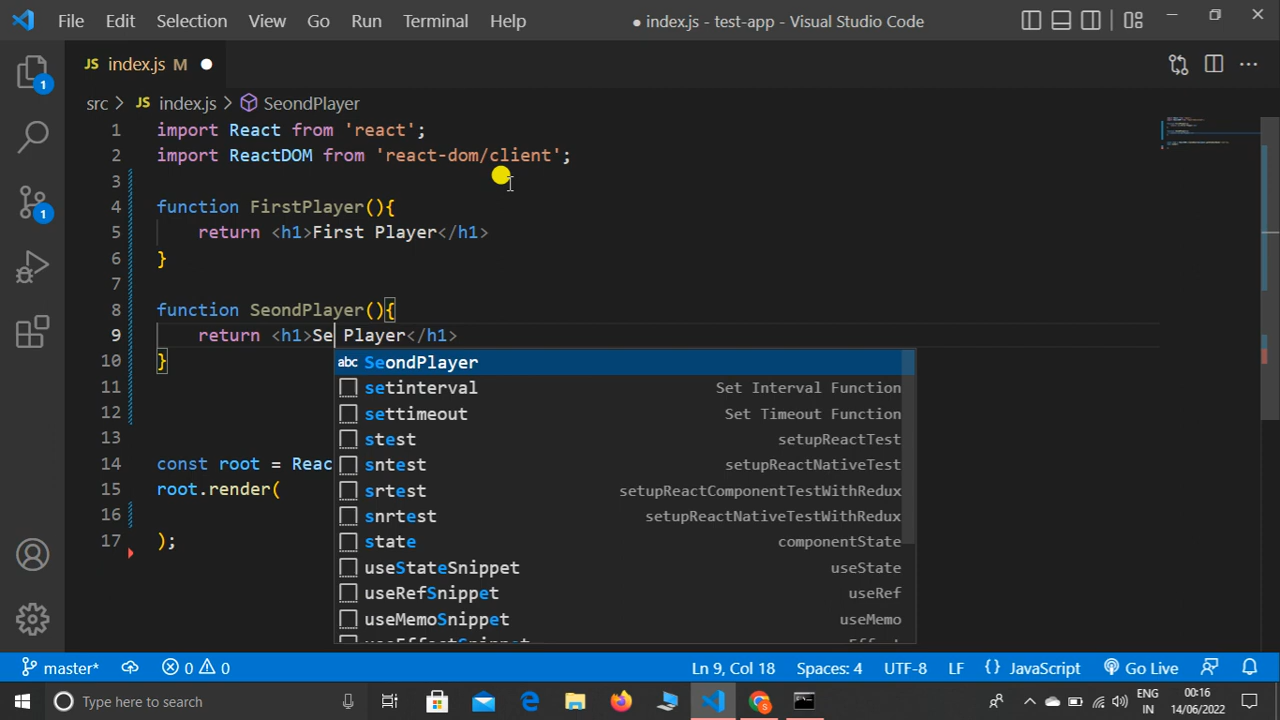 File Edit Selection View Go Run Terminal Help ● index.js - test-app - Visual Studio Code
JS index.js M
src > JS index.js > SeondPlayer
1 import React from 'react';
2 import ReactDOM from 'react-dom/client';
3
4 function FirstPlayer(){
5 return <h1>First Player</h1>
6 }
7
8 function SeondPlayer(){
9 return <h1>Se Player</h1>
10 }
abc SeondPlayer
11 setinterval Set Interval Function
12 settimeout Set Timeout Function
13 stest setupReactTest
14 const root = Reac sntest setupReactNativeTest
15 root.render( srtest setupReactComponentTestWithRedux
16 snrtest setupReactNativeTestWithRedux
17 ); state componentState
useStateSnippet useState
useRefSnippet useRef
useMemoSnippet useMemo
1
1
master* 0 0 Ln 9, Col 18 Spaces: 4 UTF-8 LF {} JavaScript Go Live
Type here to search ENG IN 00:16 14/06/2022